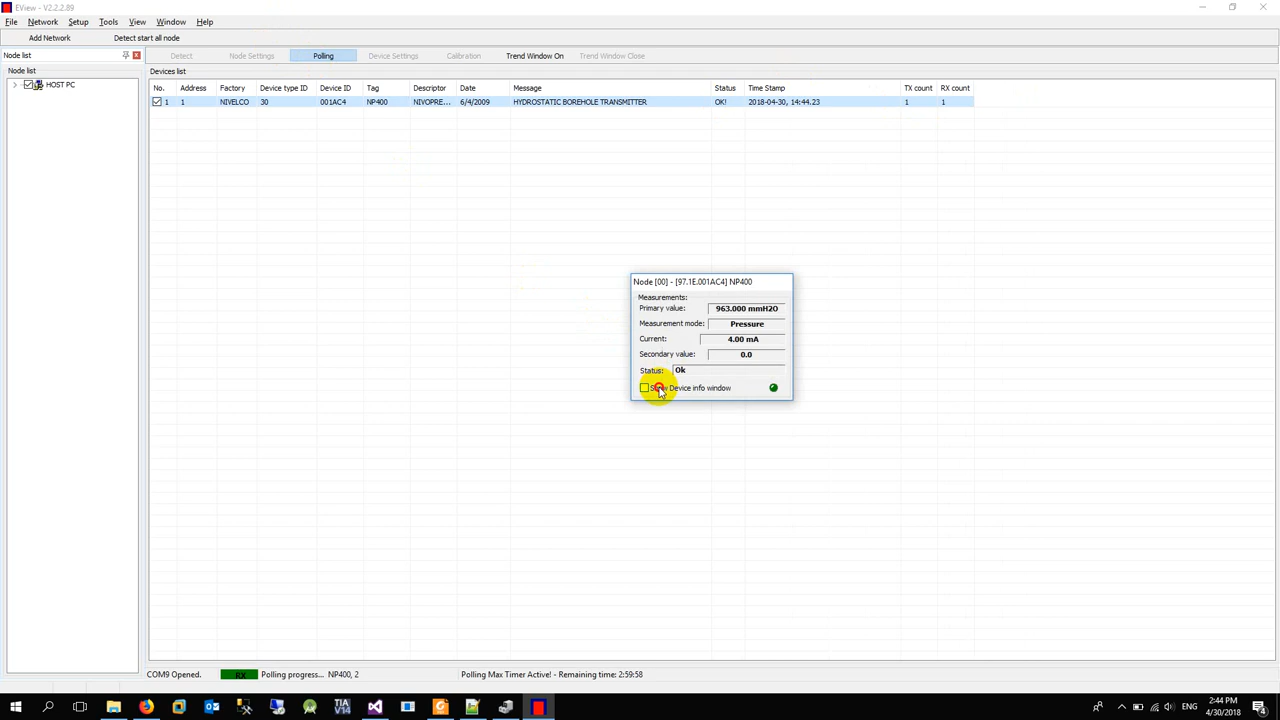 EView - V2.2.2.89
File Network Setup Tools View Window Help
Add Network Detect start all node
Node list
Detect Node Settings Polling Device Settings Calibration Trend Window On Trend Window Close
Node list
Devices list
HOST PC
No. Address Factory Device type ID Device ID Tag Descriptor Date Message Status Time Stamp TX count RX count
1 1 NIVELCO 30 001AC4 NP400 NIVOPRE... 6/4/2009 HYDROSTATIC BOREHOLE TRANSMITTER OK! 2018-04-30, 14:44.23 1 1
Node [00] - [97.1E.001AC4] NP400
Measurements:
Primary value: 963.000 mmH2O
Measurement mode: Pressure
Current: 4.00 mA
Secondary value: 0.0
Status: Ok
Device info window
COM9 Opened. RX Polling progress... NP400, 2 Polling Max Timer Active! - Remaining time: 2:59:58
TIA
V14
ENG
2:44 PM
4/30/2018
4